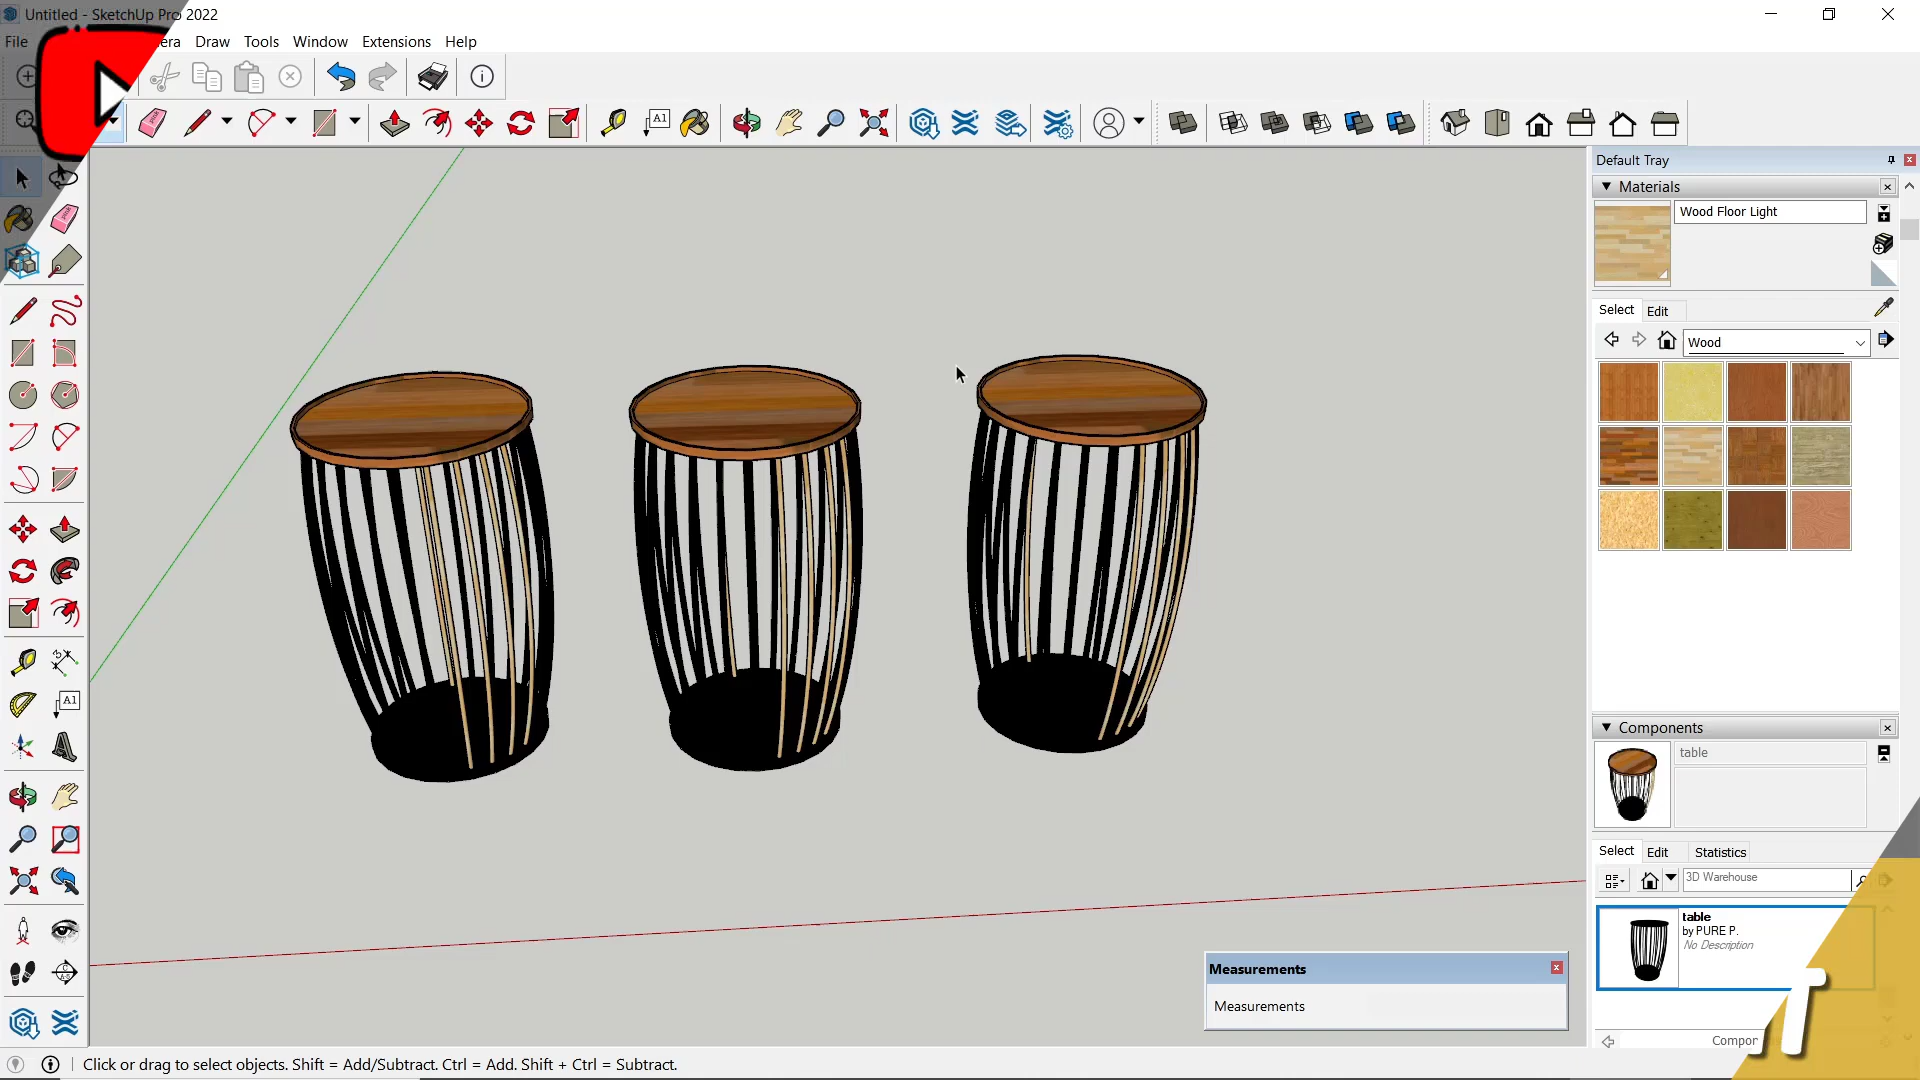 Untitled - SketchUp Pro 2022
File
era Draw Tools Window Extensions Help
A1
Default Tray
Materials
Wood Floor Light
Select Edit
Wood
A1
Components
table
Select Edit Statistics
3D Warehouse
table
by PURE P.
No Description
Measurements
Measurements
Compor
T
Click or drag to select objects. Shift = Add/Subtract. Ctrl = Add. Shift + Ctrl = Subtract.